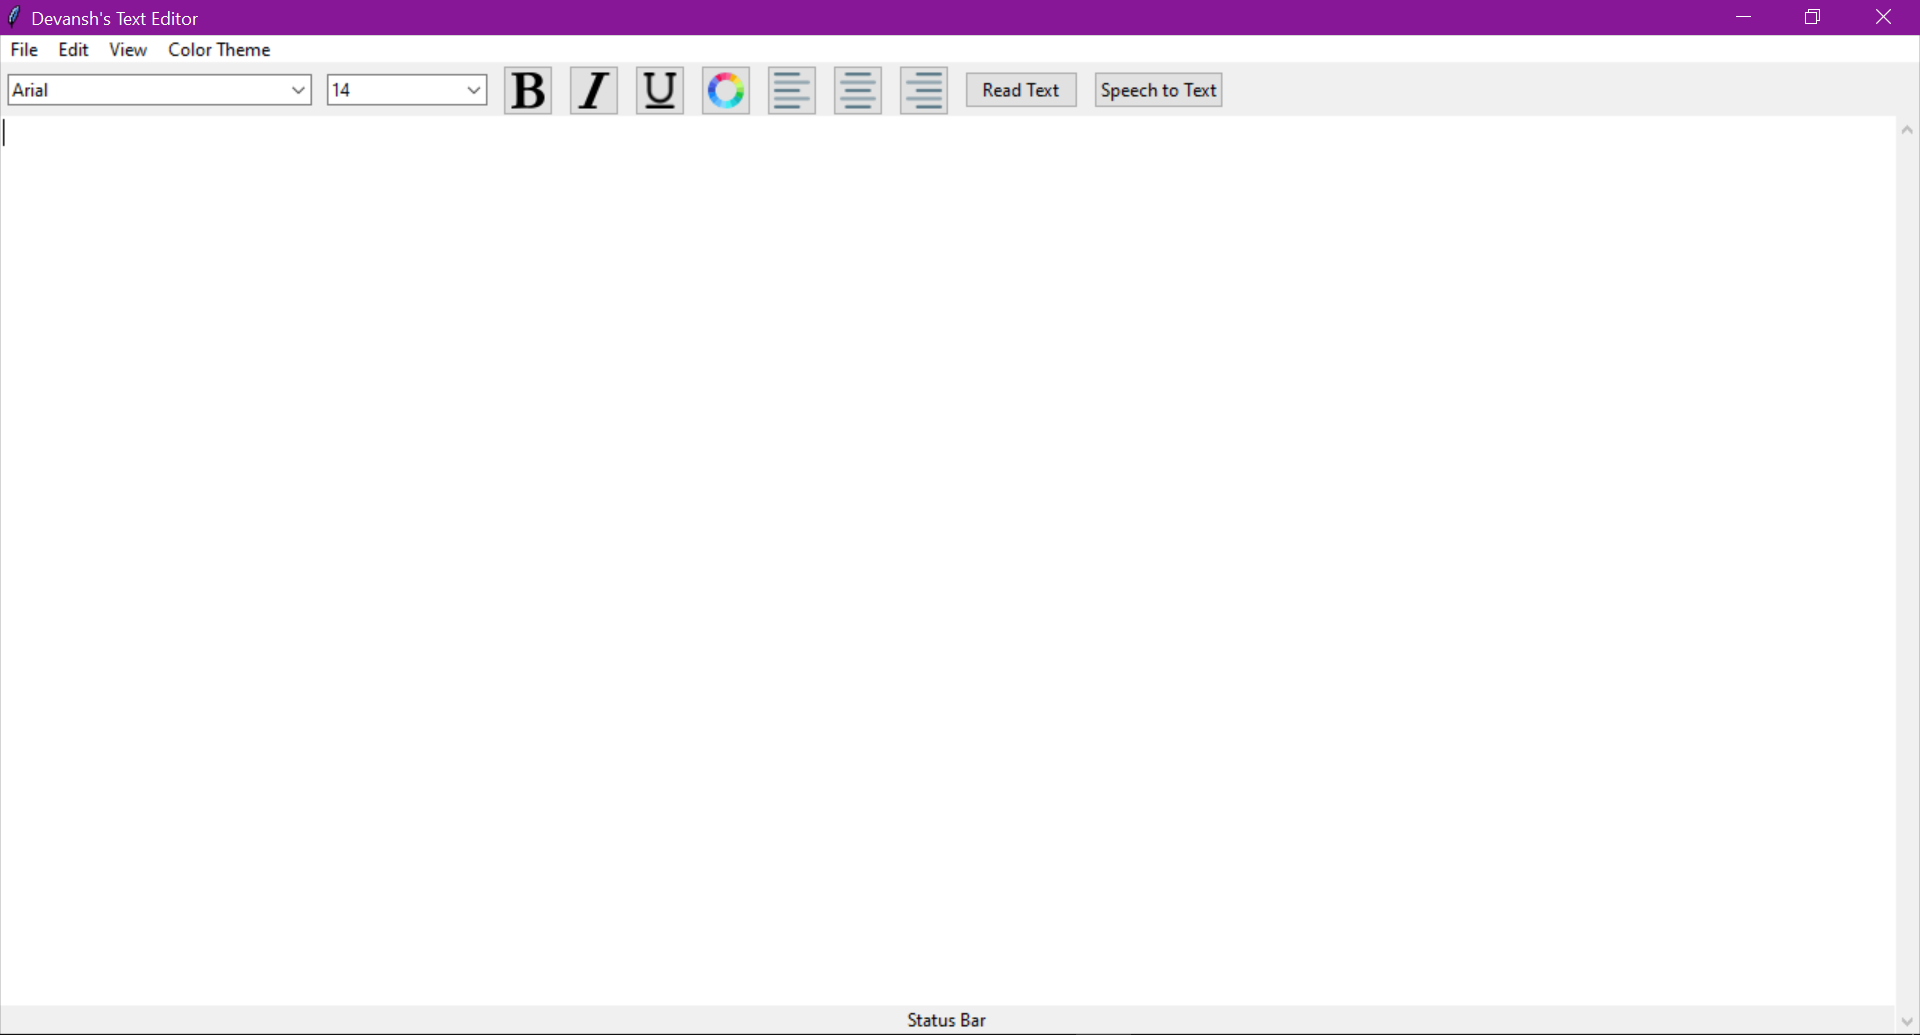 Devansh's Text Editor
File Edit View Color Theme
Arial 14 B I U Read Text Speech to Text
Status Bar